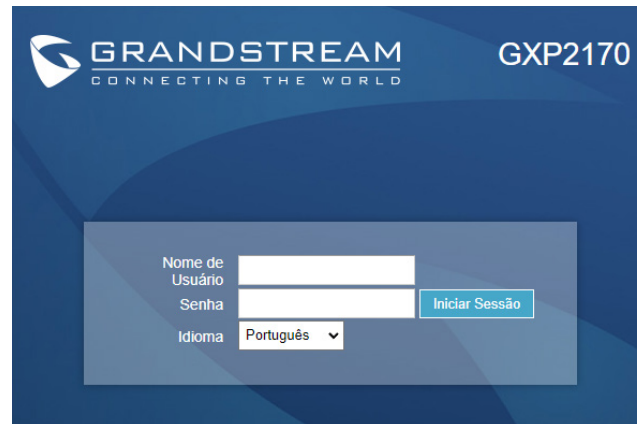 GRANDSTREAM
CONNECTING THE WORLD
GXP2170
Nome de
Usuário
Senha
Iniciar Sessão
Idioma
Português